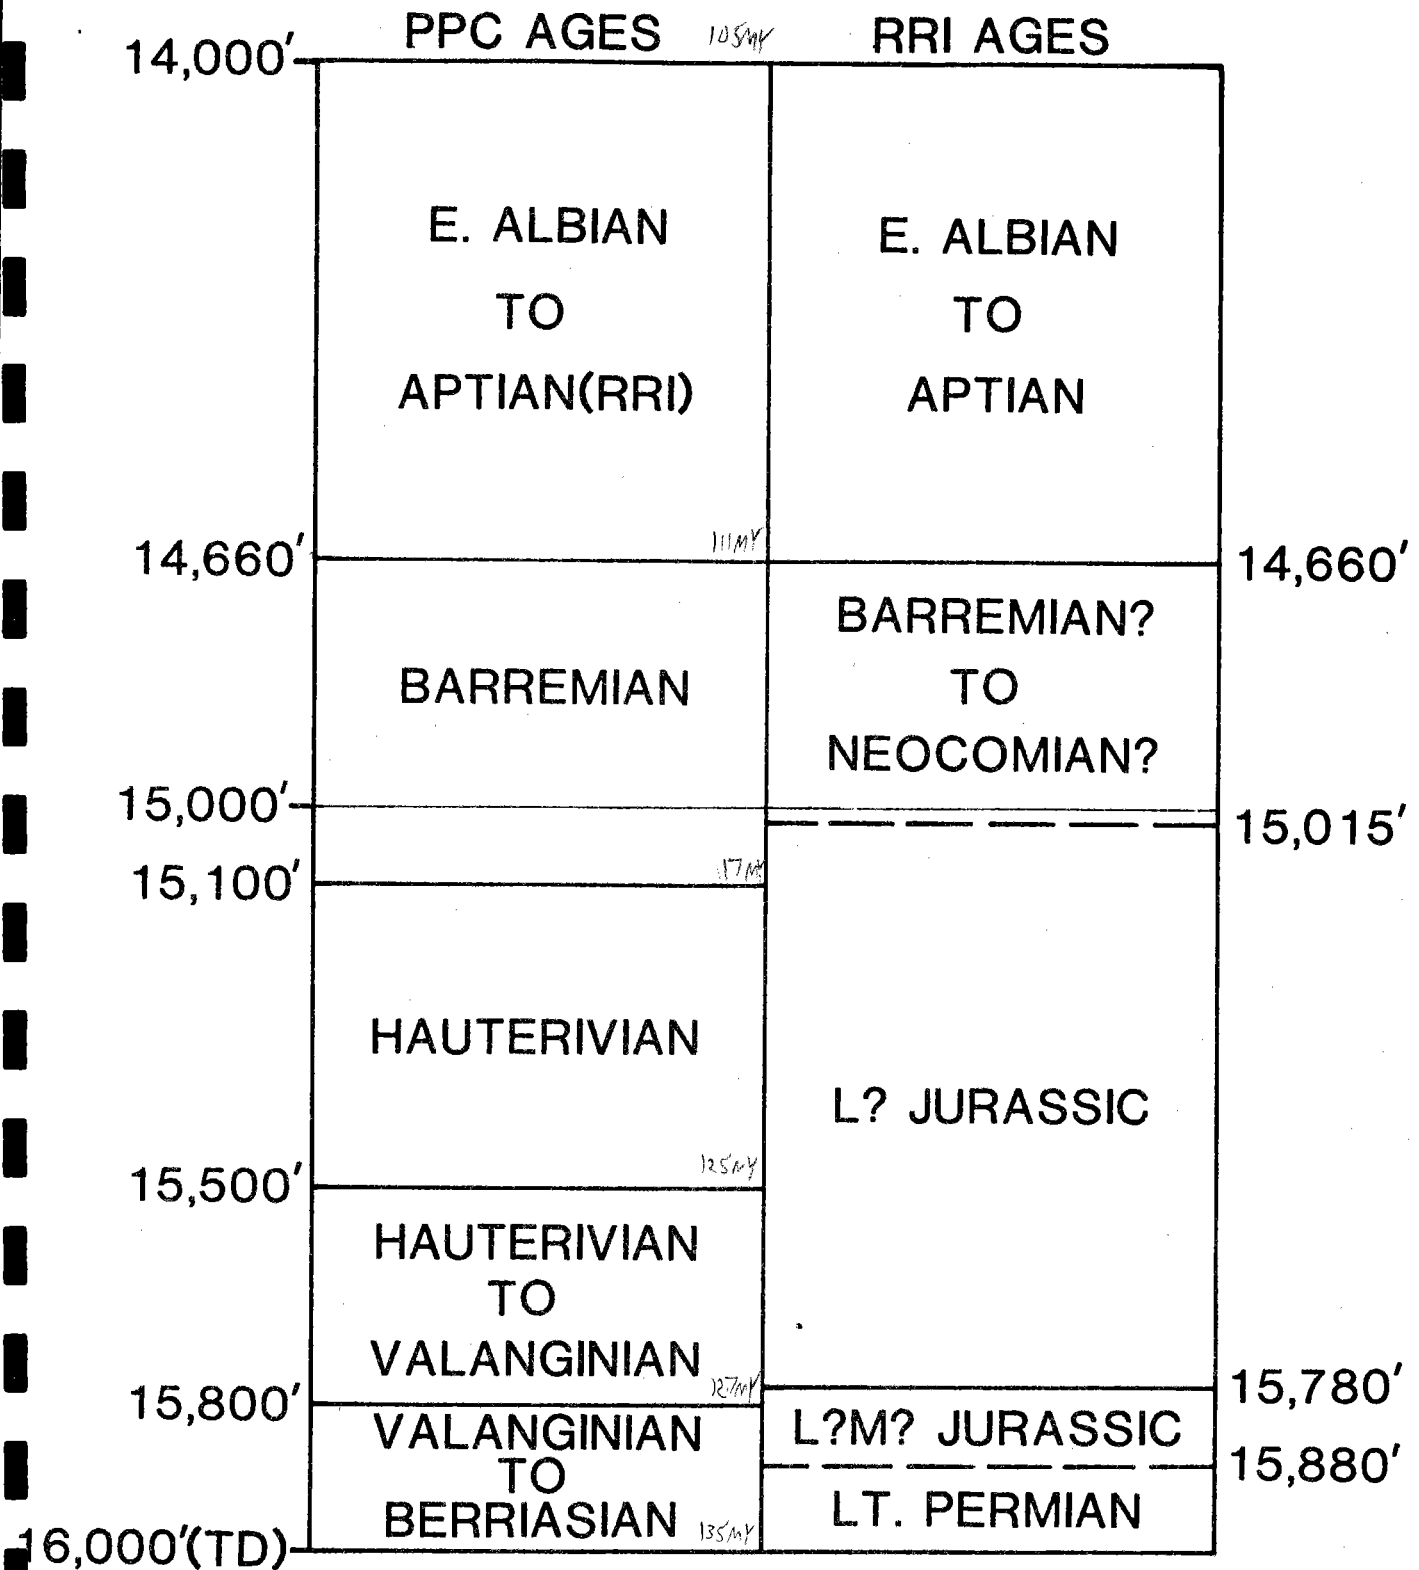 PPC AGES 105MY RRI AGES
14,000'
E. ALBIAN
TO
APTIAN(RRI)
E. ALBIAN
TO
APTIAN
111MY
14,660'
14,660'
BARREMIAN
BARREMIAN?
TO
NEOCOMIAN?
15,000'
15,015'
15,100'
HAUTERIVIAN
L? JURASSIC
125MY
15,500'
HAUTERIVIAN
TO
VALANGINIAN
127MY
15,780'
15,800'
VALANGINIAN
TO
BERRIASIAN
135MY
L?M? JURASSIC
15,880'
LT. PERMIAN
16,000'(TD)